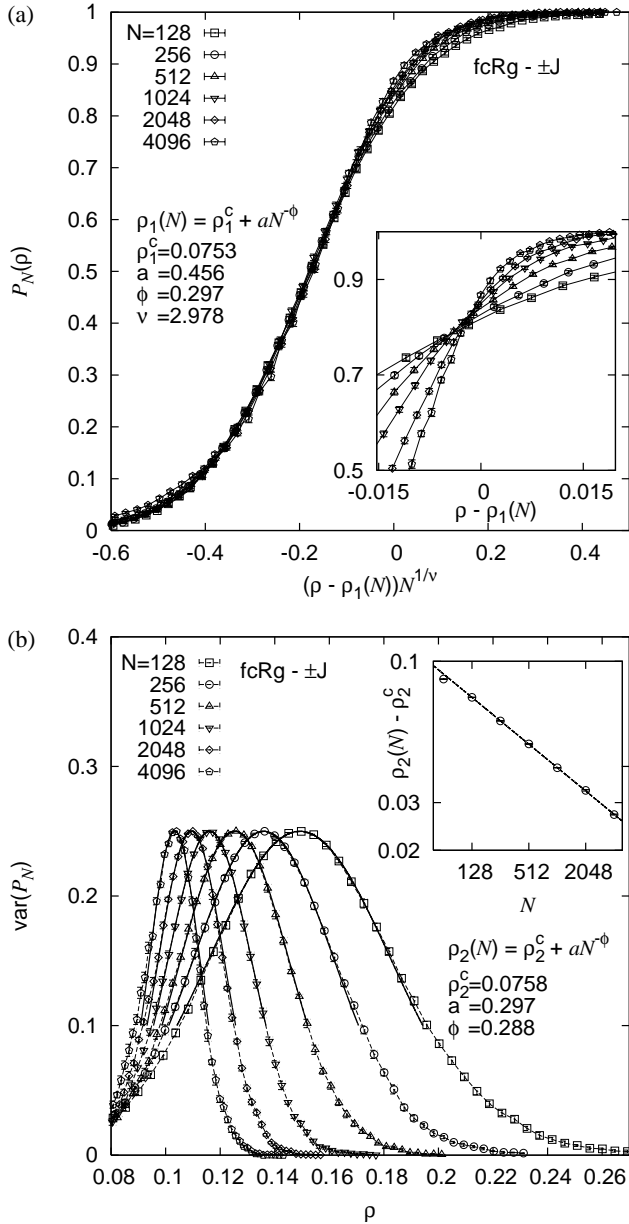 (a)
1
0.9
0.8
0.7
0.6
0.5
0.4
0.3
0.2
0.1
0
P_N(ρ)
N=128
256
512
1024
2048
4096
fcRg - ±J
ρ₁(N) = ρ₁ᶜ + aN^{-ϕ}
ρ₁ᶜ=0.0753
a = 0.456
ϕ = 0.297
ν = 2.978
0.9
0.7
0.5
-0.015 0 0.015
ρ - ρ₁(N)
-0.6 -0.4 -0.2 0 0.2 0.4
(ρ - ρ₁(N))N^{1/ν}
(b)
0.4
0.3
0.2
0.1
0
var(P_N)
N=128
256
512
1024
2048
4096
fcRg - ±J
0.1
0.03
0.02
ρ₂(N) - ρ₂ᶜ
128 512 2048
N
ρ₂(N) = ρ₂ᶜ + aN^{-ϕ}
ρ₂ᶜ=0.0758
a = 0.297
ϕ = 0.288
0.08 0.1 0.12 0.14 0.16 0.18 0.2 0.22 0.24 0.26
ρ